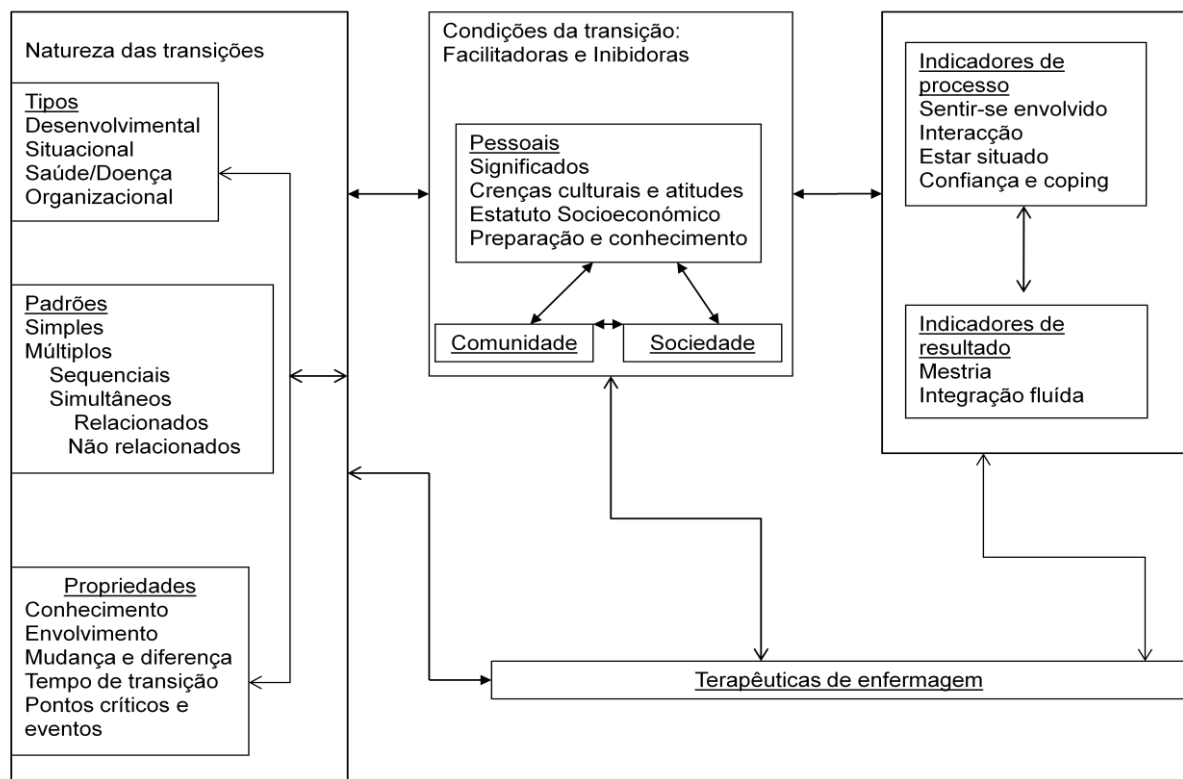 Natureza das transições
Tipos
Desenvolvimental
Situacional
Saúde/Doença
Organizacional
Padrões
Simples
Múltiplos
Sequenciais
Simultâneos
Relacionados
Não relacionados
Propriedades
Conhecimento
Envolvimento
Mudança e diferença
Tempo de transição
Pontos críticos e
eventos
Condições da transição:
Facilitadoras e Inibidoras
Pessoais
Significados
Crenças culturais e atitudes
Estatuto Socioeconómico
Preparação e conhecimento
Comunidade
Sociedade
Indicadores de
processo
Sentir-se envolvido
Interacção
Estar situado
Confiança e coping
Indicadores de
resultado
Mestria
Integração fluída
Terapêuticas de enfermagem